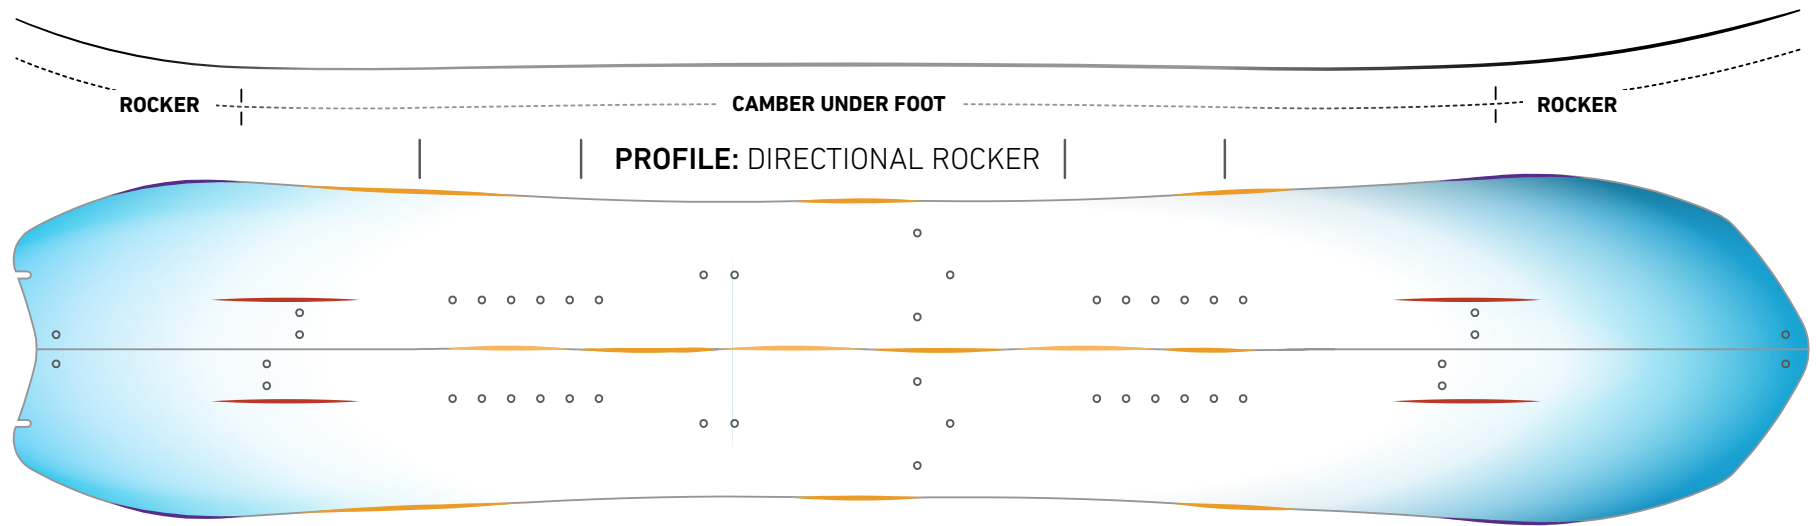 ROCKER
CAMBER UNDER FOOT
ROCKER
PROFILE: DIRECTIONAL ROCKER